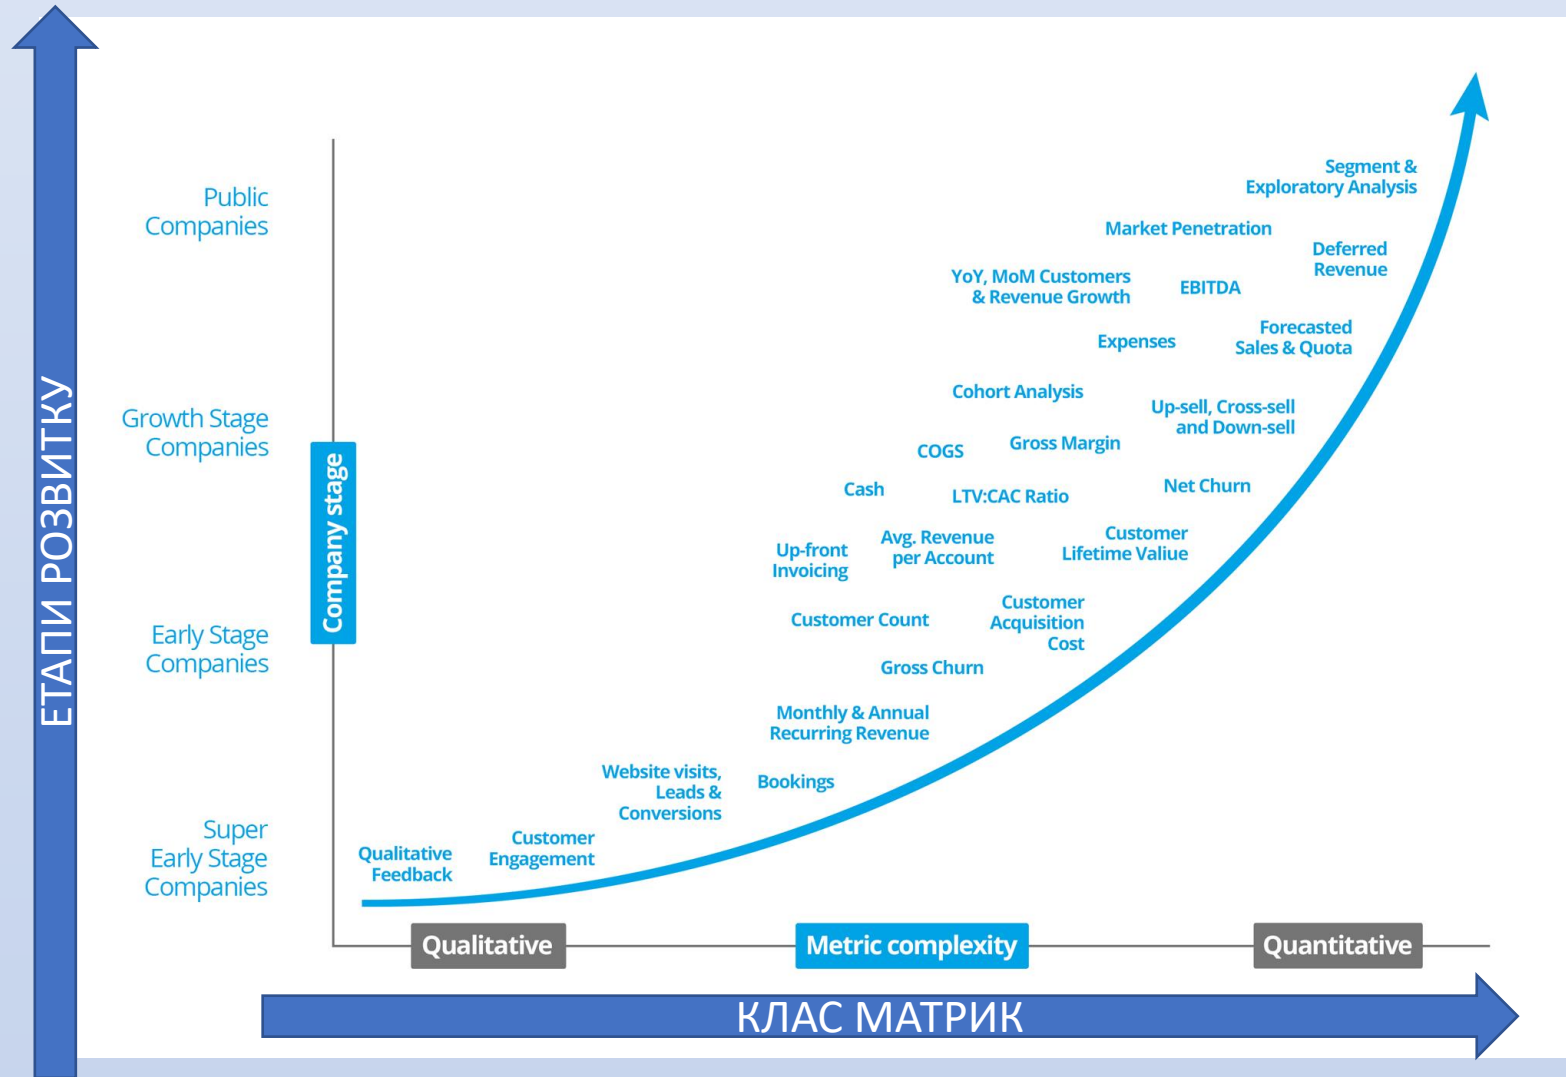 ЕТАПИ РОЗВИТКУ
Public
Companies
Growth Stage
Companies
Early Stage
Companies
Super
Early Stage
Companies
Company stage
Segment &
Exploratory Analysis
Market Penetration
Deferred
Revenue
YoY, MoM Customers
& Revenue Growth
EBITDA
Forecasted
Sales & Quota
Expenses
Cohort Analysis
Up-sell, Cross-sell
and Down-sell
COGS
Gross Margin
Cash
LTV:CAC Ratio
Net Churn
Up-front
Invoicing
Avg. Revenue
per Account
Customer
Lifetime Valiue
Customer Count
Customer
Acquisition
Cost
Gross Churn
Monthly & Annual
Recurring Revenue
Website visits,
Leads &
Conversions
Bookings
Customer
Engagement
Qualitative
Feedback
Qualitative
Metric complexity
Quantitative
КЛАС МАТРИК